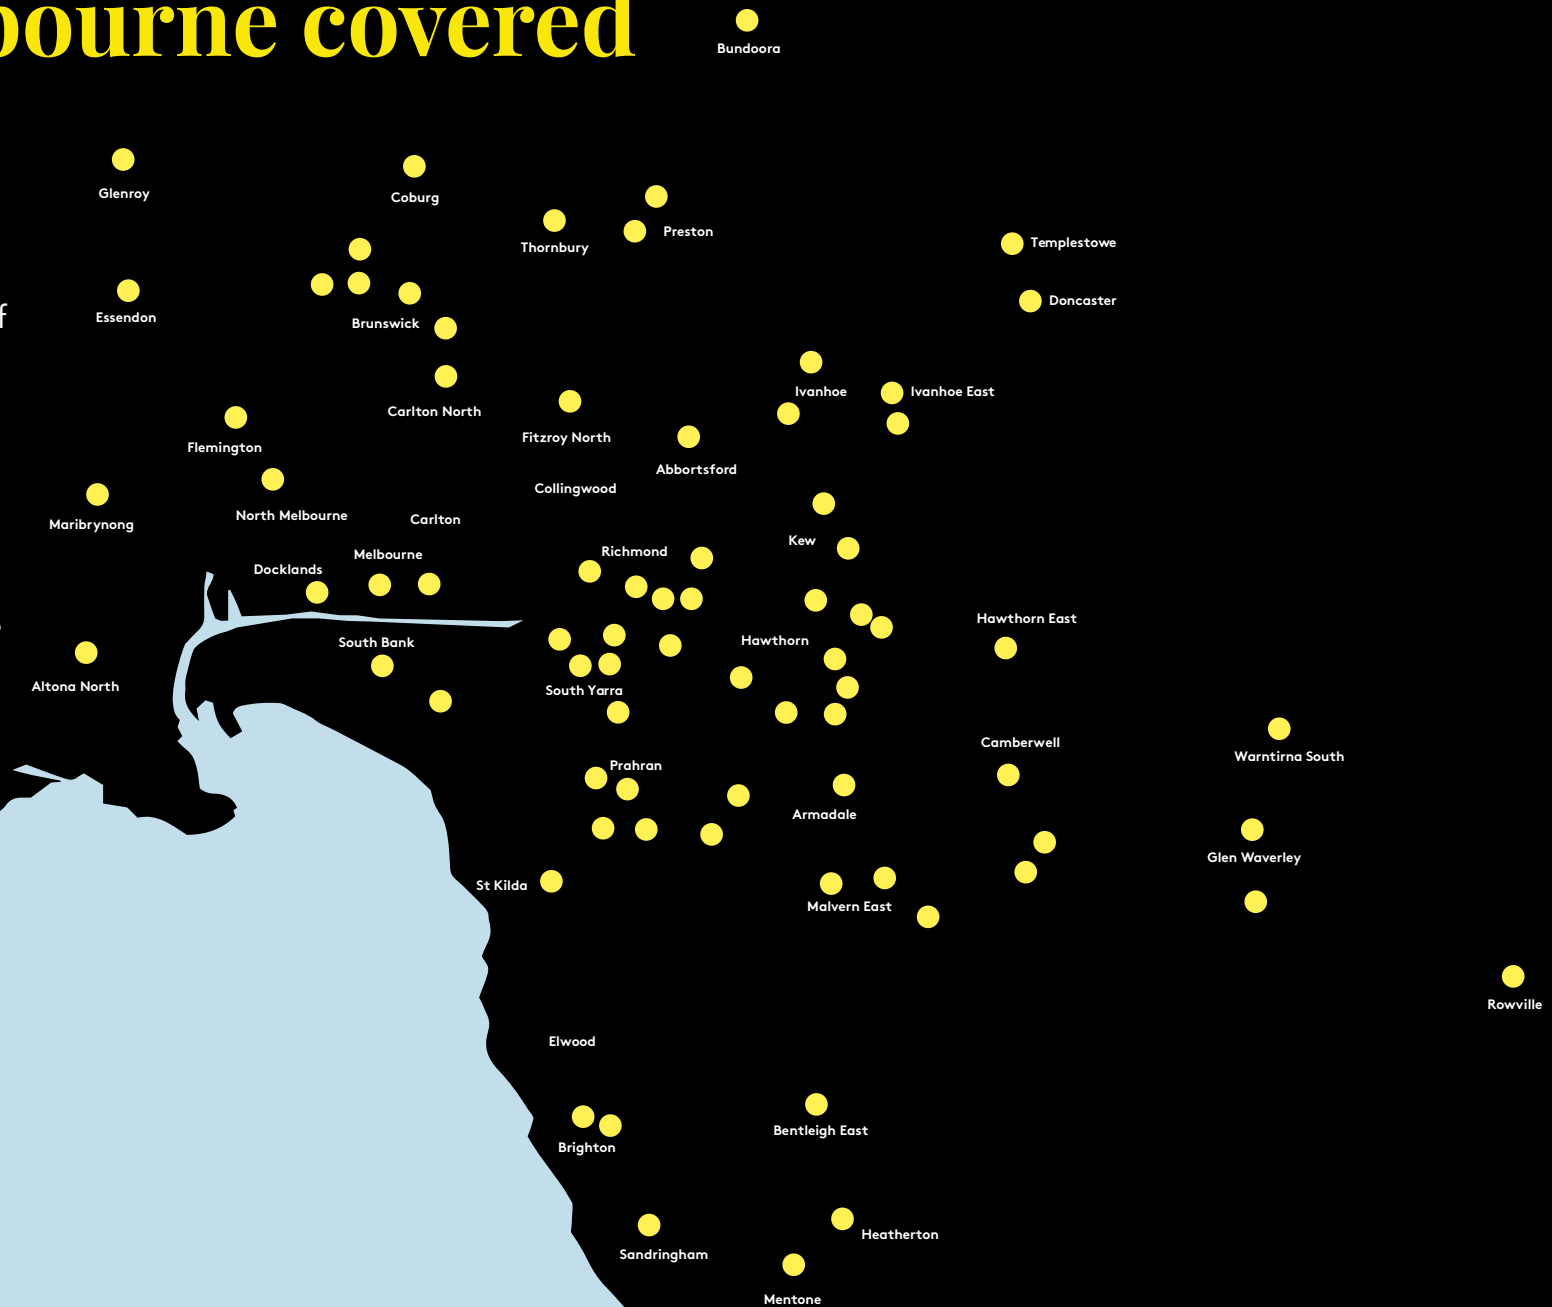 bourne covered
Bundoora
Glenroy
Coburg
Thornbury
Preston
Templestowe
Doncaster
f
Essendon
Brunswick
Ivanhoe
Ivanhoe East
Carlton North
Fitzroy North
Flemington
Abbortsford
Collingwood
Maribrynong
North Melbourne
Carlton
Kew
Richmond
Melbourne
Docklands
Hawthorn East
Hawthorn
South Bank
Altona North
South Yarra
Camberwell
Warntirna South
Prahran
Armadale
Glen Waverley
St Kilda
Malvern East
Rowville
Elwood
Bentleigh East
Brighton
Heatherton
Sandringham
Mentone